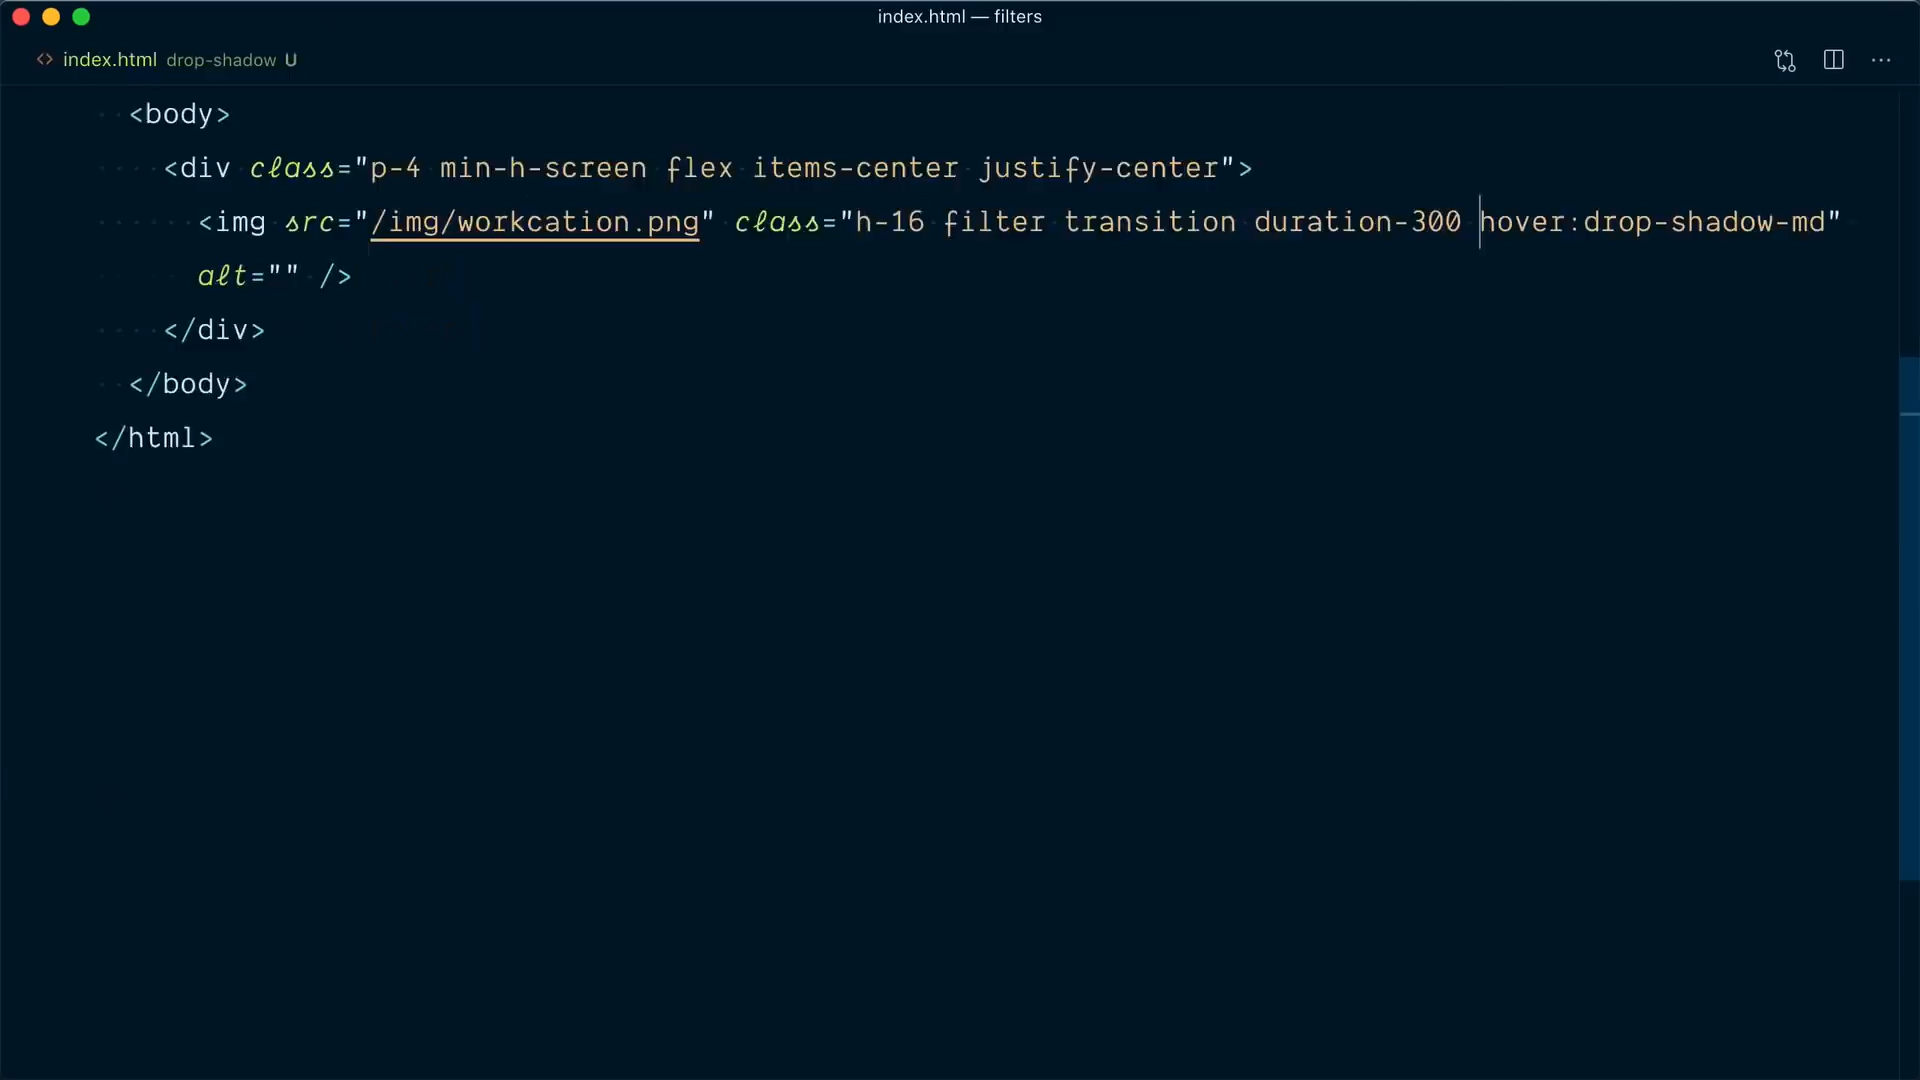 index.html — filters
<> index.html drop-shadow U
<body>
<div class="p-4 min-h-screen flex items-center justify-center">
<img src="/img/workcation.png" class="h-16 filter transition duration-300 hover:drop-shadow-md"
alt="" />
</div>
</body>
</html>